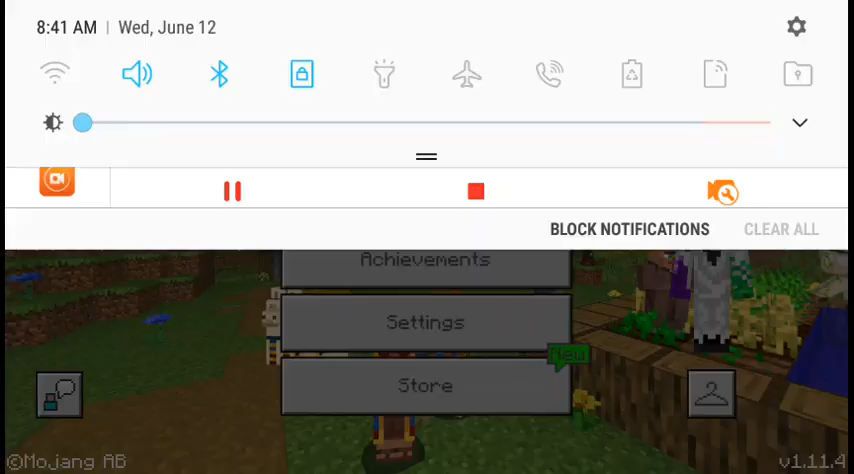 8:41 AM | Wed, June 12
BLOCK NOTIFICATIONS CLEAR ALL
Achievements
Settings
New
Store
©Mojang AB v1.11.4